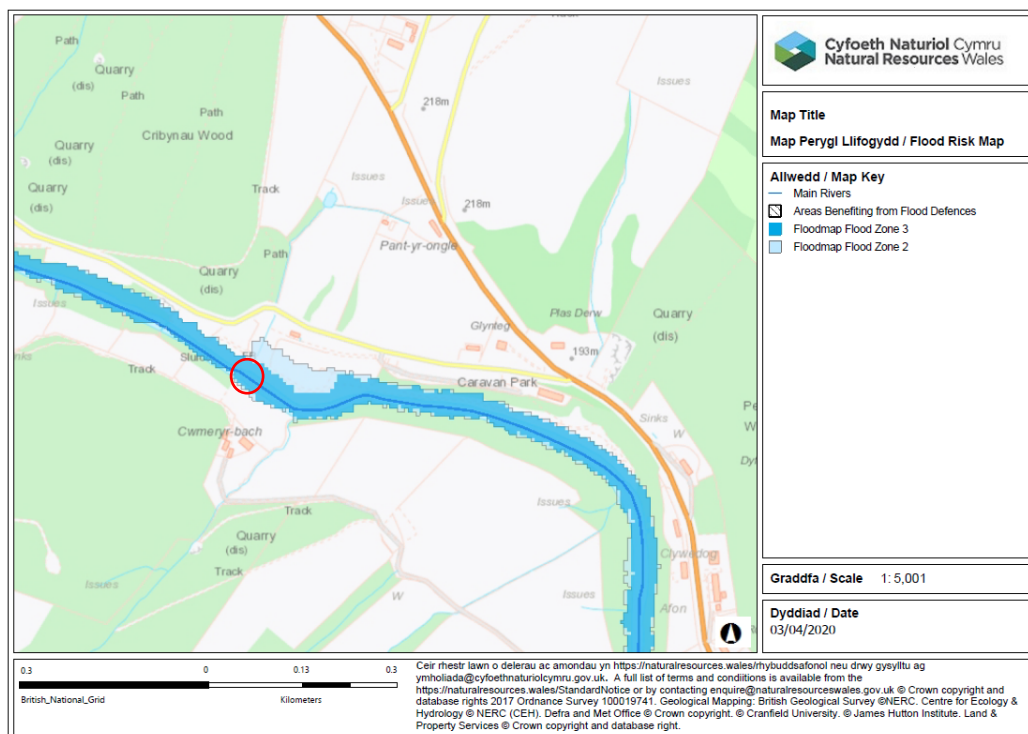 Cyfoeth Naturiol Cymru
Natural Resources Wales
Map Title
Map Perygl Llifogydd / Flood Risk Map
Allwedd / Map Key
Main Rivers
Areas Benefiting from Flood Defences
Floodmap Flood Zone 3
Floodmap Flood Zone 2
Graddfa / Scale 1: 5,001
Dyddiad / Date
03/04/2020
Path
Quarry
(dis)
Path
Path
Cribynau Wood
Quarry
(dis)
Quarry
(dis)
Track
Issues
Issues
218m
218m
Issues
Pant-yr-ongle
Path
Quarry
(dis)
Issues
Track
Glynteg
Plas Derw
193m
Quarry
(dis)
Caravan Park
Cwmeryr-bach
Sinks
W
Track
Quarry
(dis)
Track
Issues
W
Issues
Issues
Clywedog
Afon
0.3
0
0.13
0.3
British_National_Grid
Kilometers
Ceir rhestr lawn o delerau ac amondau yn https://naturalresources.wales/rhybuddsafonol neu drwy gysylltu ag
ymholiada@cyfoethnaturiolcymru.gov.uk. A full list of terms and condiitions is available from the
https://naturalresources.wales/StandardNotice or by contacting enquire@naturalresourceswales.gov.uk © Crown copyright and
database rights 2017 Ordnance Survey 100019741. Geological Mapping: British Geological Survey ©NERC. Centre for Ecology &
Hydrology © NERC (CEH). Defra and Met Office © Crown copyright. © Cranfield University. © James Hutton Institute. Land &
Property Services © Crown copyright and database right.